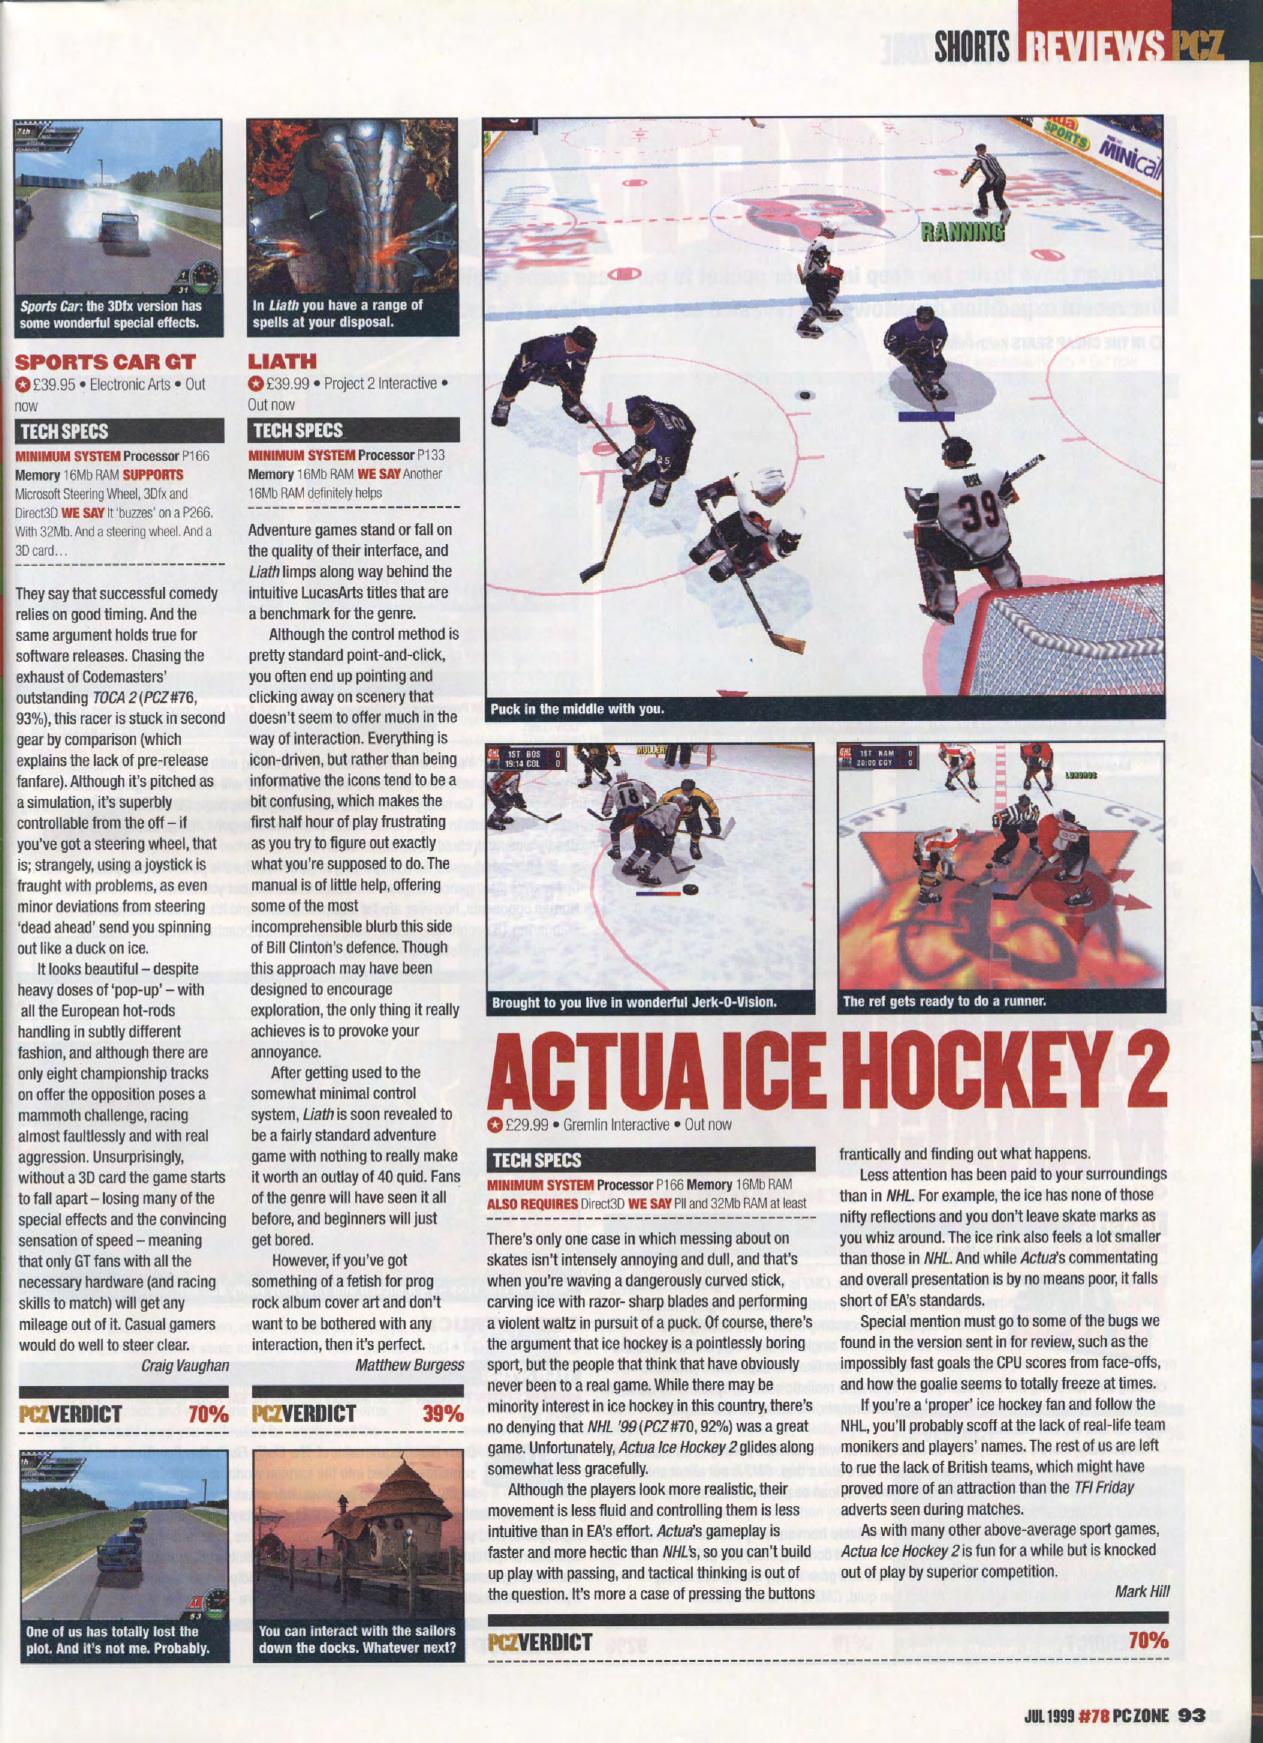 SHORTS REVIEWS PCZ
Sports Car: the 3Dfx version has
some wonderful special effects.
SPORTS CAR GT
£39.95 • Electronic Arts • Out
now
TECH SPECS
MINIMUM SYSTEM Processor P166
Memory 16Mb RAM SUPPORTS
Microsoft Steering Wheel, 3Dfx and
Direct3D WE SAY It 'buzzes' on a P266.
With 32Mb. And a steering wheel. And a
3D card...
They say that successful comedy
relies on good timing. And the
same argument holds true for
software releases. Chasing the
exhaust of Codemasters'
outstanding TOCA 2 (PCZ #76,
93%), this racer is stuck in second
gear by comparison (which
explains the lack of pre-release
fanfare). Although it's pitched as
a simulation, it's superbly
controllable from the off – if
you've got a steering wheel, that
is; strangely, using a joystick is
fraught with problems, as even
minor deviations from steering
'dead ahead' send you spinning
out like a duck on ice.
It looks beautiful – despite
heavy doses of 'pop-up' – with
all the European hot-rods
handling in subtly different
fashion, and although there are
only eight championship tracks
on offer the opposition poses a
mammoth challenge, racing
almost faultlessly and with real
aggression. Unsurprisingly,
without a 3D card the game starts
to fall apart – losing many of the
special effects and the convincing
sensation of speed – meaning
that only GT fans with all the
necessary hardware (and racing
skills to match) will get any
mileage out of it. Casual gamers
would do well to steer clear.
Craig Vaughan
PCZVERDICT 70%
One of us has totally lost the
plot. And it's not me. Probably.
In Liath you have a range of
spells at your disposal.
LIATH
£39.99 • Project 2 Interactive •
Out now
TECH SPECS
MINIMUM SYSTEM Processor P133
Memory 16Mb RAM WE SAY Another
16Mb RAM definitely helps
Adventure games stand or fall on
the quality of their interface, and
Liath limps along way behind the
intuitive LucasArts titles that are
a benchmark for the genre.
Although the control method is
pretty standard point-and-click,
you often end up pointing and
clicking away on scenery that
doesn't seem to offer much in the
way of interaction. Everything is
icon-driven, but rather than being
informative the icons tend to be a
bit confusing, which makes the
first half hour of play frustrating
as you try to figure out exactly
what you're supposed to do. The
manual is of little help, offering
some of the most
incomprehensible blurb this side
of Bill Clinton's defence. Though
this approach may have been
designed to encourage
exploration, the only thing it really
achieves is to provoke your
annoyance.
After getting used to the
somewhat minimal control
system, Liath is soon revealed to
be a fairly standard adventure
game with nothing to really make
it worth an outlay of 40 quid. Fans
of the genre will have seen it all
before, and beginners will just
get bored.
However, if you've got
something of a fetish for prog
rock album cover art and don't
want to be bothered with any
interaction, then it's perfect.
Matthew Burgess
PCZVERDICT 39%
You can interact with the sailors
down the docks. Whatever next?
SPORTS
MiNicall
RANNING
25
39
Puck in the middle with you.
1ST BOS 0
19:14 COL 0
MULLER
18
Brought to you live in wonderful Jerk-O-Vision.
1ST NAM 0
20:00 CGY 0
The ref gets ready to do a runner.
ACTUA ICE HOCKEY 2
£29.99 • Gremlin Interactive • Out now
TECH SPECS
MINIMUM SYSTEM Processor P166 Memory 16Mb RAM
ALSO REQUIRES Direct3D WE SAY PII and 32Mb RAM at least
There's only one case in which messing about on
skates isn't intensely annoying and dull, and that's
when you're waving a dangerously curved stick,
carving ice with razor- sharp blades and performing
a violent waltz in pursuit of a puck. Of course, there's
the argument that ice hockey is a pointlessly boring
sport, but the people that think that have obviously
never been to a real game. While there may be
minority interest in ice hockey in this country, there's
no denying that NHL '99 (PCZ #70, 92%) was a great
game. Unfortunately, Actua Ice Hockey 2 glides along
somewhat less gracefully.
Although the players look more realistic, their
movement is less fluid and controlling them is less
intuitive than in EA's effort. Actua's gameplay is
faster and more hectic than NHL's, so you can't build
up play with passing, and tactical thinking is out of
the question. It's more a case of pressing the buttons
frantically and finding out what happens.
Less attention has been paid to your surroundings
than in NHL. For example, the ice has none of those
nifty reflections and you don't leave skate marks as
you whiz around. The ice rink also feels a lot smaller
than those in NHL. And while Actua's commentating
and overall presentation is by no means poor, it falls
short of EA's standards.
Special mention must go to some of the bugs we
found in the version sent in for review, such as the
impossibly fast goals the CPU scores from face-offs,
and how the goalie seems to totally freeze at times.
If you're a 'proper' ice hockey fan and follow the
NHL, you'll probably scoff at the lack of real-life team
monikers and players' names. The rest of us are left
to rue the lack of British teams, which might have
proved more of an attraction than the TFI Friday
adverts seen during matches.
As with many other above-average sport games,
Actua Ice Hockey 2 is fun for a while but is knocked
out of play by superior competition.
Mark Hill
PCZVERDICT 70%
JUL 1999 #78 PC ZONE 93